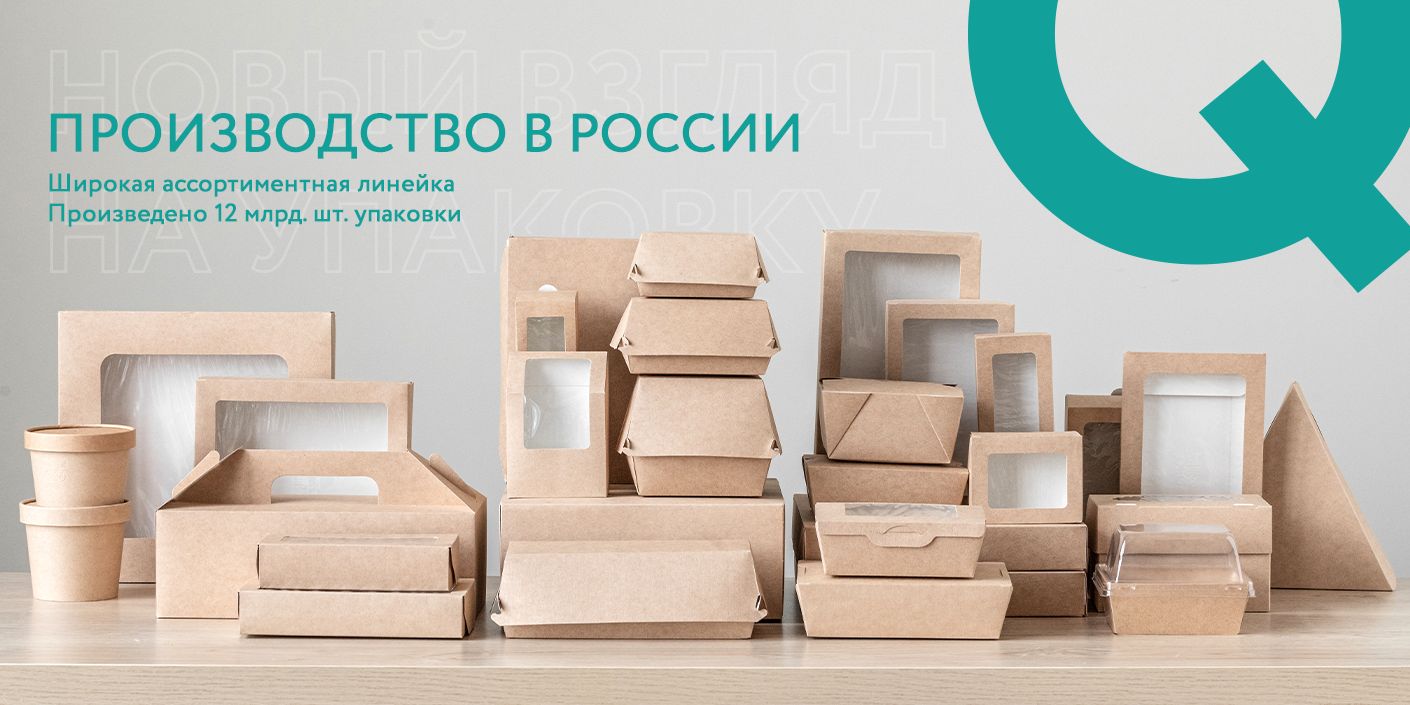 НОВЫЙ ВЗГЛЯД
ПРОИЗВОДСТВО В РОССИИ
Широкая ассортиментная линейка
Произведено 12 млрд. шт. упаковки
НА УПАКОВКУ
Q